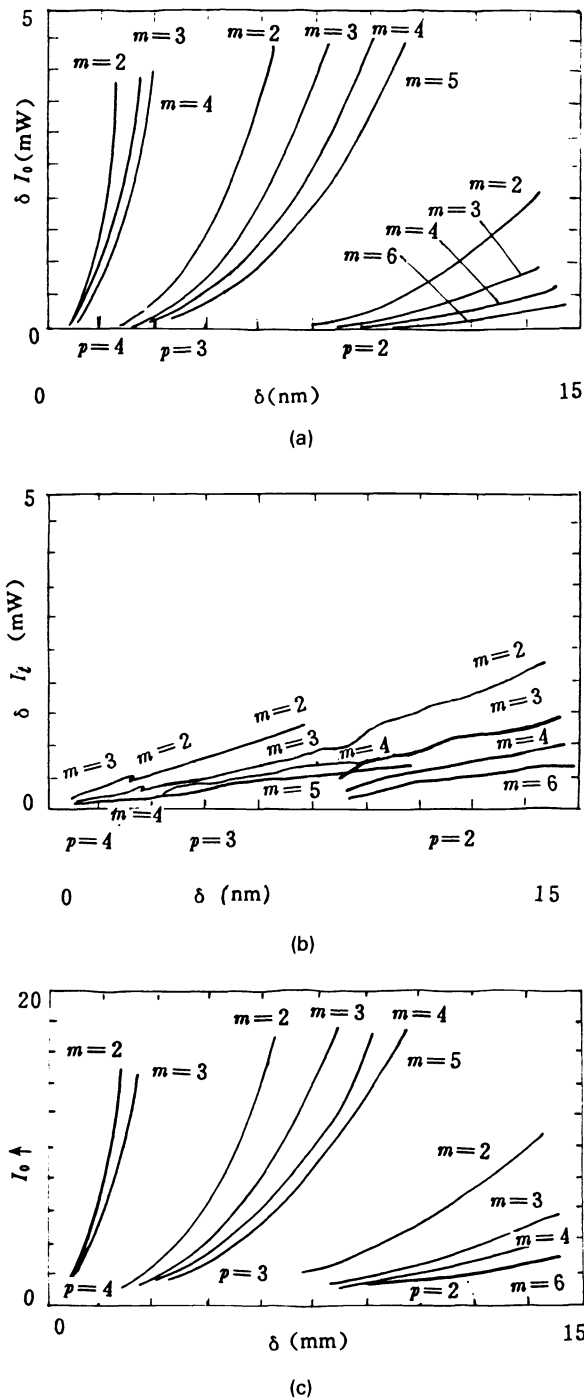 5
m=3
m=2
m=2
m=3
m=4
m=4
m=5
δ I₀ (mW)
m=2
m=3
m=4
m=6
0
p=4
p=3
p=2
0
δ(nm)
15
(a)
5
δ Iₜ (mW)
m=2
m=2
m=3
m=2
m=3
m=3
m=4
m=4
m=5
m=6
0
m=4
p=4
p=3
p=2
0
δ (nm)
15
(b)
20
m=2
m=3
m=4
m=2
m=3
m=5
I₀↑
m=2
m=3
m=4
p=3
p=4
p=2
m=6
0
0
δ (mm)
15
(c)